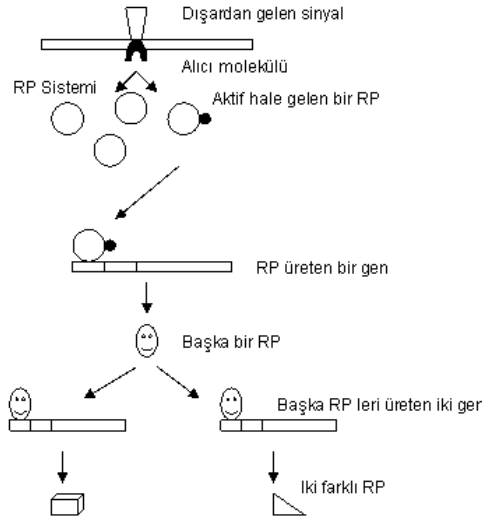 Dışardan gelen sinyal
Alıcı molekülü
RP Sistemi
Aktif hale gelen bir RP
RP üreten bir gen
Başka bir RP
Başka RP leri üreten iki ger
Iki farklı RP